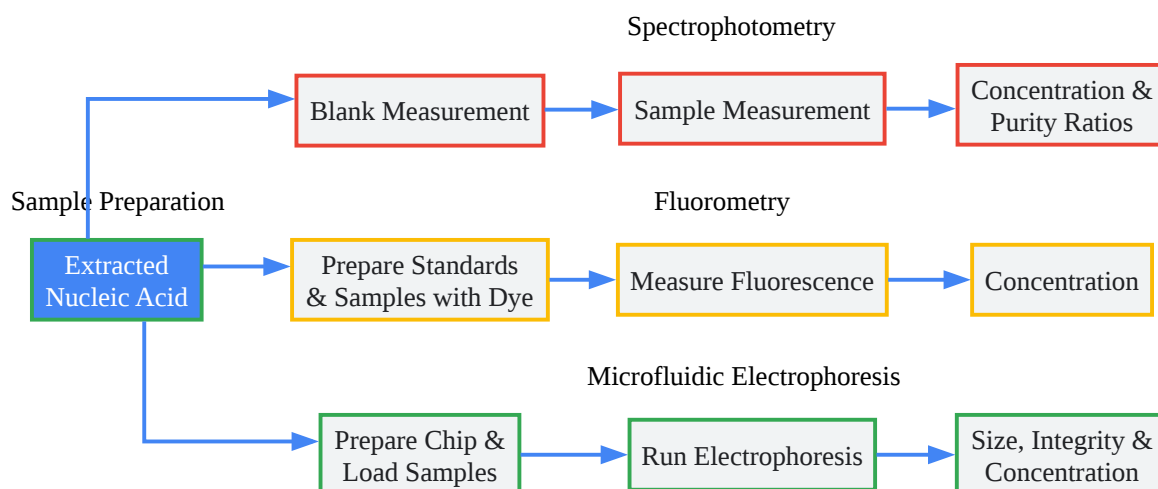 Spectrophotometry
Blank Measurement
Sample Measurement
Concentration &
Purity Ratios
Sample Preparation
Extracted
Nucleic Acid
Fluorometry
Prepare Standards
& Samples with Dye
Measure Fluorescence
Concentration
Microfluidic Electrophoresis
Prepare Chip &
Load Samples
Run Electrophoresis
Size, Integrity &
Concentration